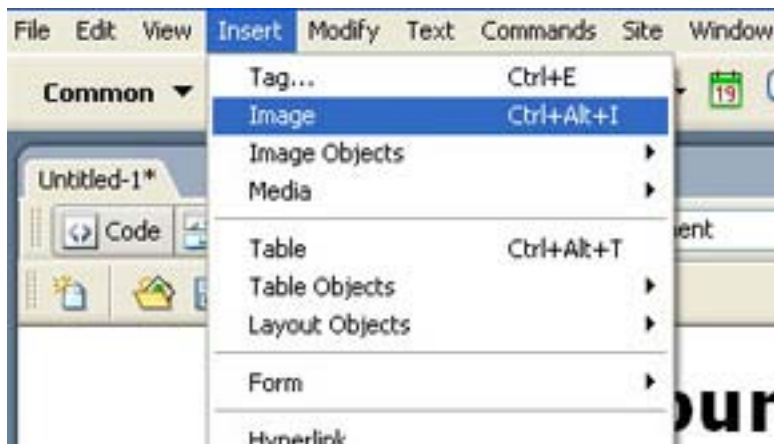 File Edit View Insert Modify Text Commands Site Window
Common
Tag... Ctrl+E
19
Image Ctrl+Alt+I
Image Objects
Untitled-1*
Media
Code
Table Ctrl+Alt+T
Table Objects
Layout Objects
Form
Hyperlink